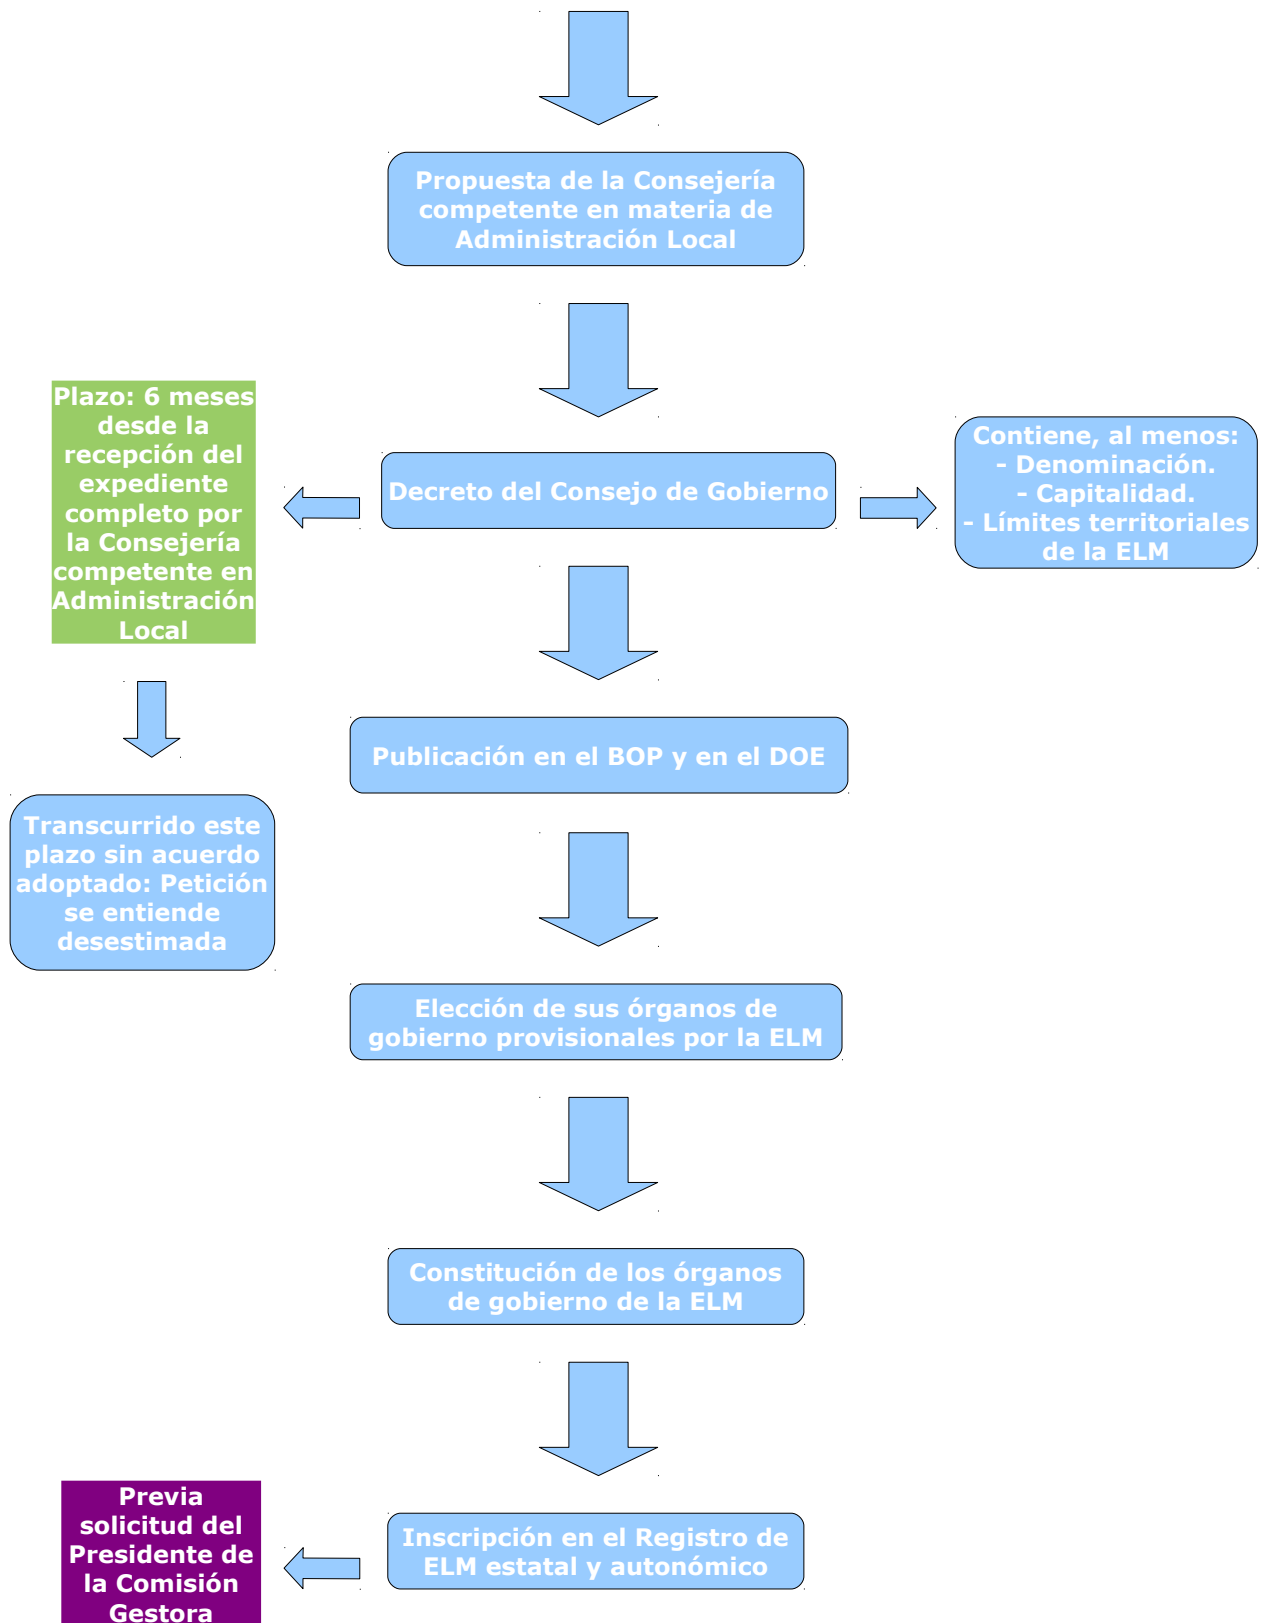 Propuesta de la Consejería
competente en materia de
Administración Local
Plazo: 6 meses
desde la
recepción del
expediente
completo por
la Consejería
competente en
Administración
Local
Decreto del Consejo de Gobierno
Contiene, al menos:
- Denominación.
- Capitalidad.
- Límites territoriales
de la ELM
Publicación en el BOP y en el DOE
Transcurrido este
plazo sin acuerdo
adoptado: Petición
se entiende
desestimada
Elección de sus órganos de
gobierno provisionales por la ELM
Constitución de los órganos
de gobierno de la ELM
Previa
solicitud del
Presidente de
la Comisión
Gestora
Inscripción en el Registro de
ELM estatal y autonómico